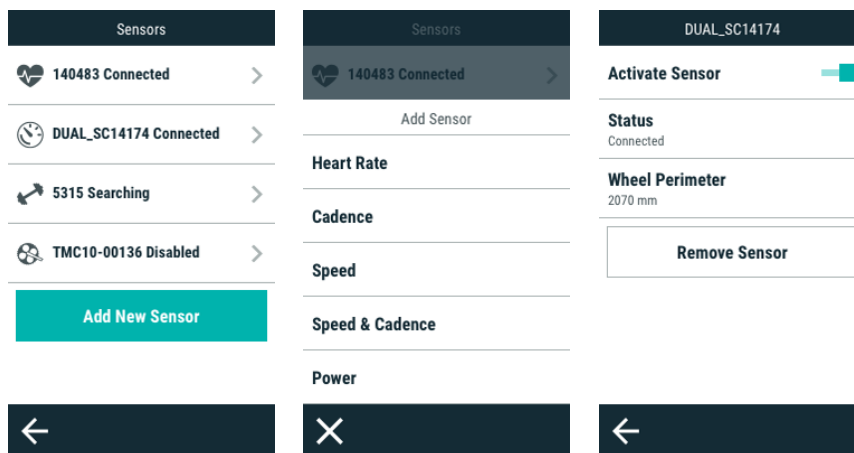 Sensors
140483 Connected
DUAL_SC14174 Connected
5315 Searching
TMC10-00136 Disabled
Add New Sensor
Sensors
140483 Connected
Add Sensor
Heart Rate
Cadence
Speed
Speed & Cadence
Power
DUAL_SC14174
Activate Sensor
Status
Connected
Wheel Perimeter
2070 mm
Remove Sensor